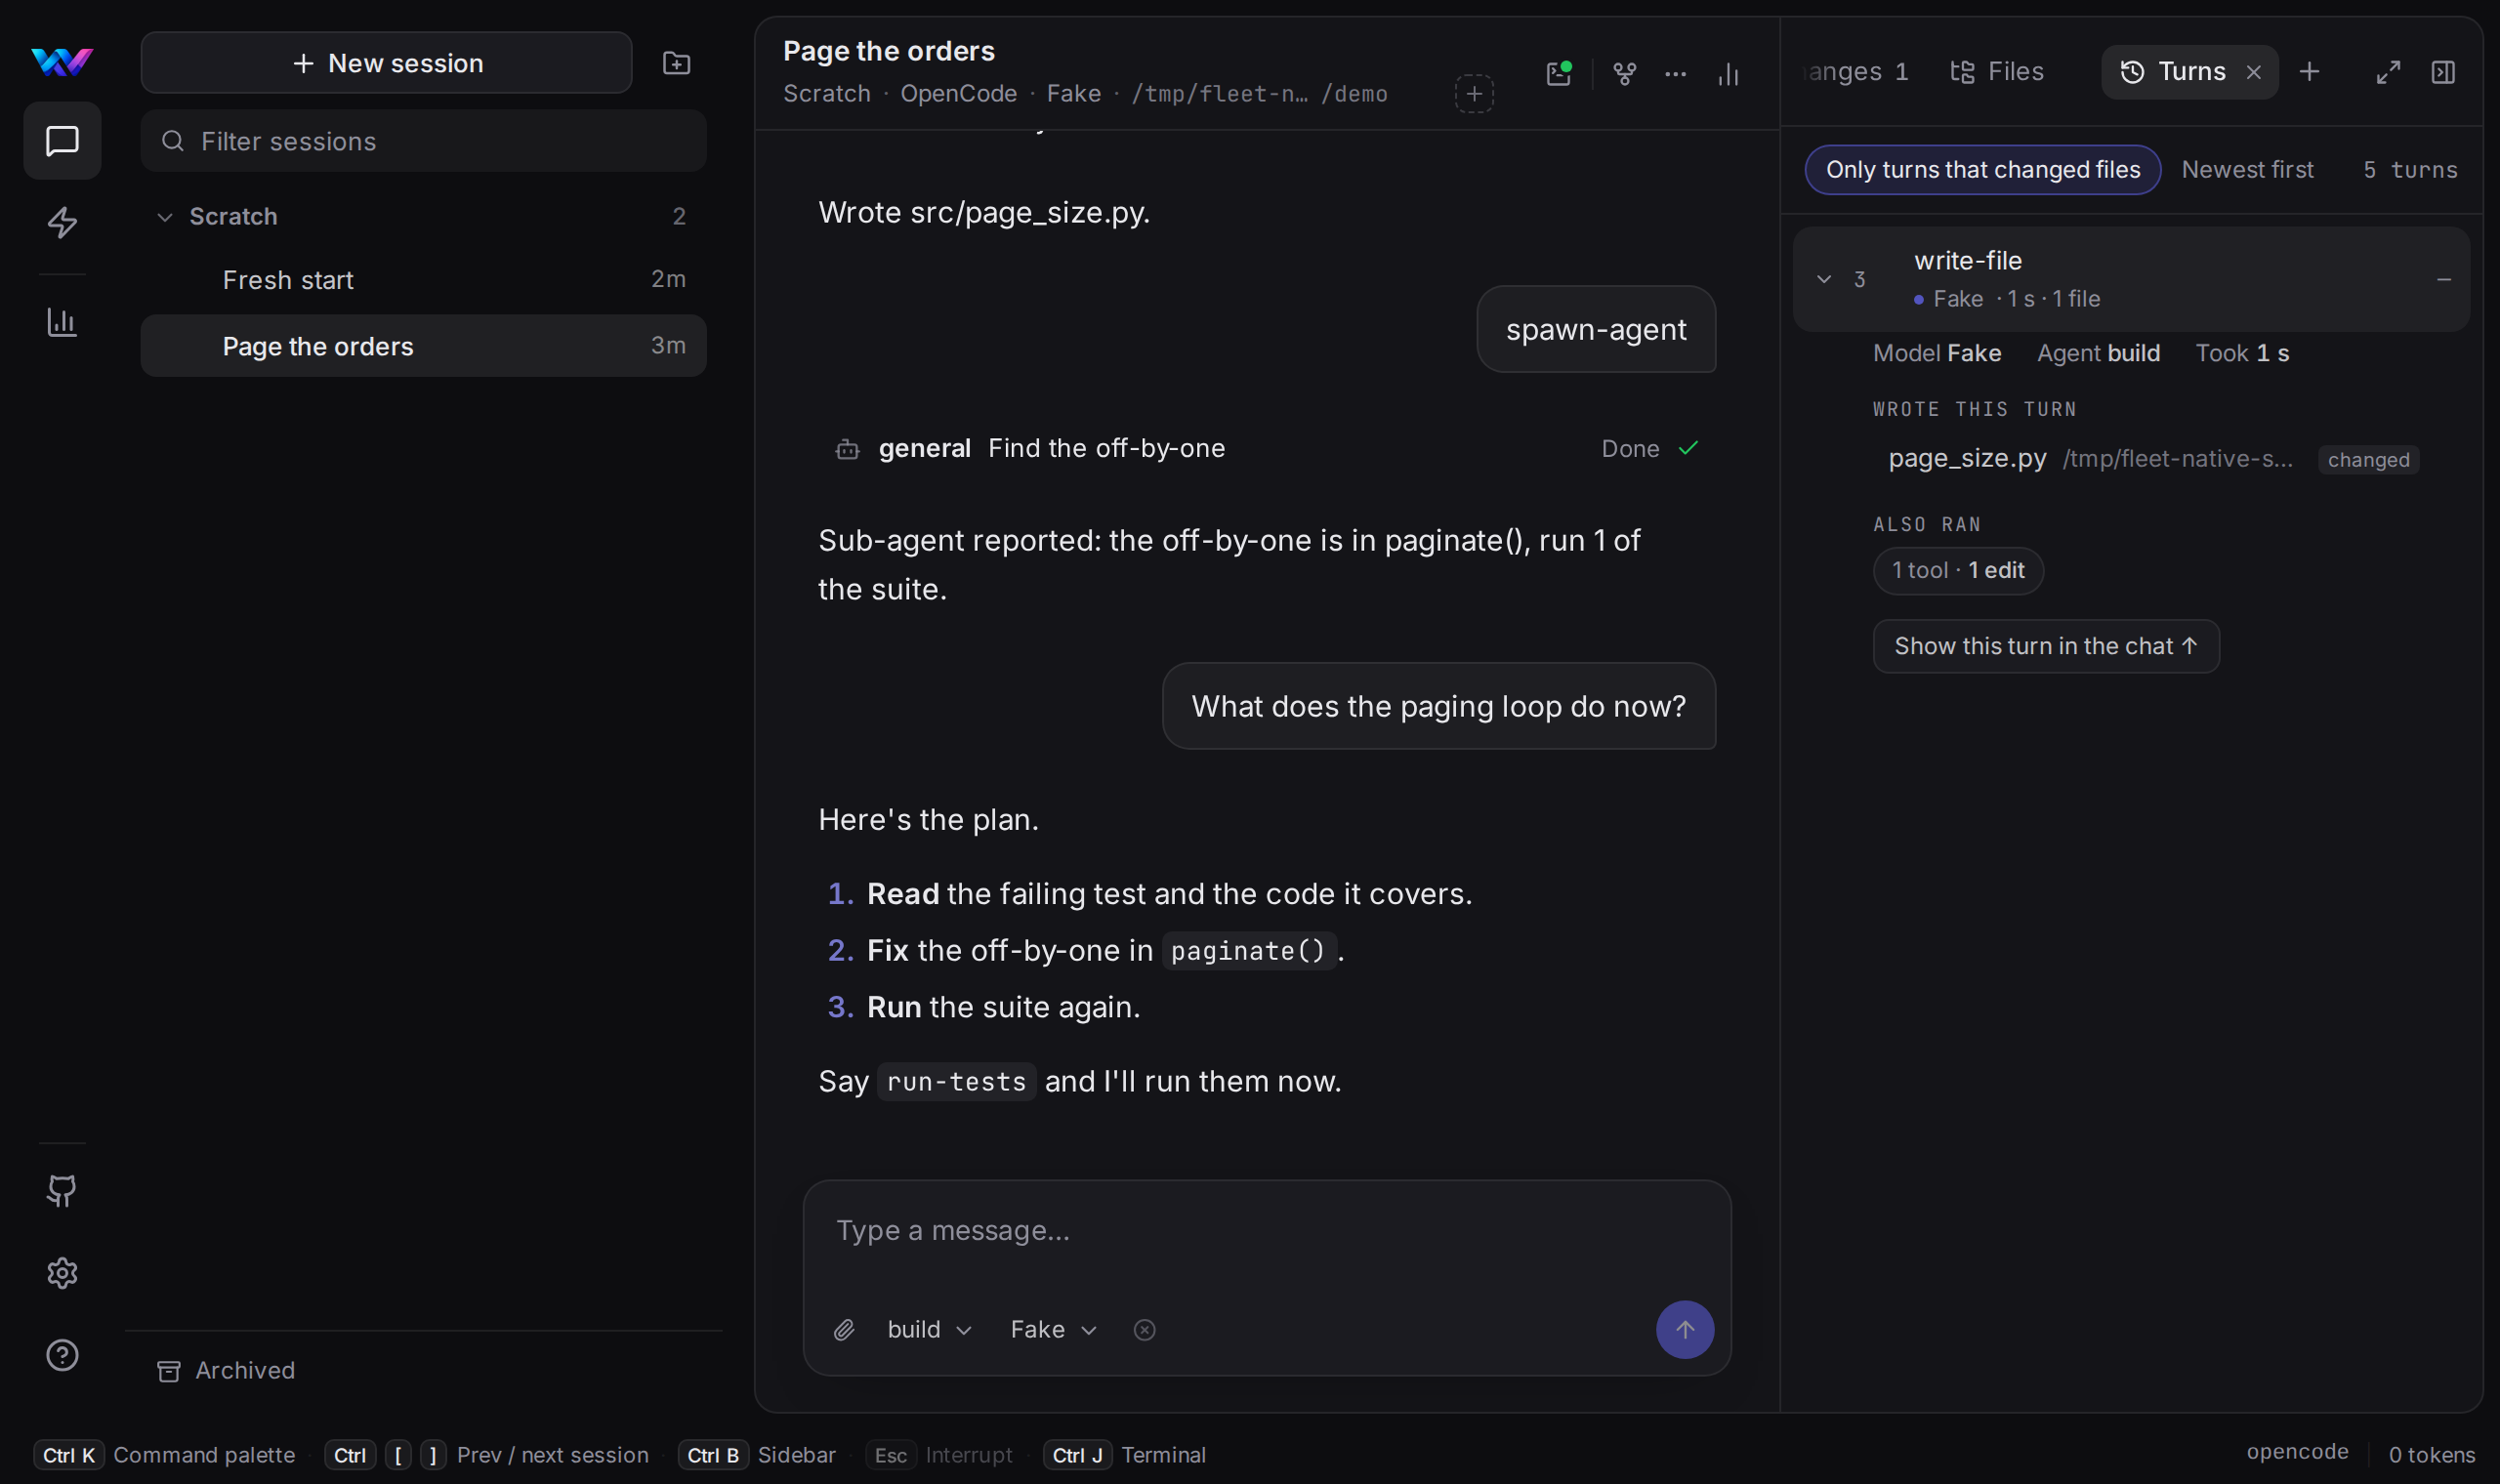 New session
Filter sessions
Scratch 2
Fresh start 2m
Page the orders 3m
Archived
Page the orders
Scratch · OpenCode · Fake · /tmp/fleet-n… /demo
Wrote src/page_size.py.
spawn-agent
general Find the off-by-one Done
Sub-agent reported: the off-by-one is in paginate(), run 1 of
the suite.
What does the paging loop do now?
Here's the plan.
1. Read the failing test and the code it covers.
2. Fix the off-by-one in paginate().
3. Run the suite again.
Say run-tests and I'll run them now.
Type a message...
build Fake
anges 1 Files Turns
Only turns that changed files Newest first 5 turns
3 write-file
Fake · 1 s · 1 file
Model Fake Agent build Took 1 s
WROTE THIS TURN
page_size.py /tmp/fleet-native-s… changed
ALSO RAN
1 tool · 1 edit
Show this turn in the chat ↑
Ctrl K Command palette · Ctrl [ ] Prev / next session · Ctrl B Sidebar · Esc Interrupt · Ctrl J Terminal
opencode 0 tokens